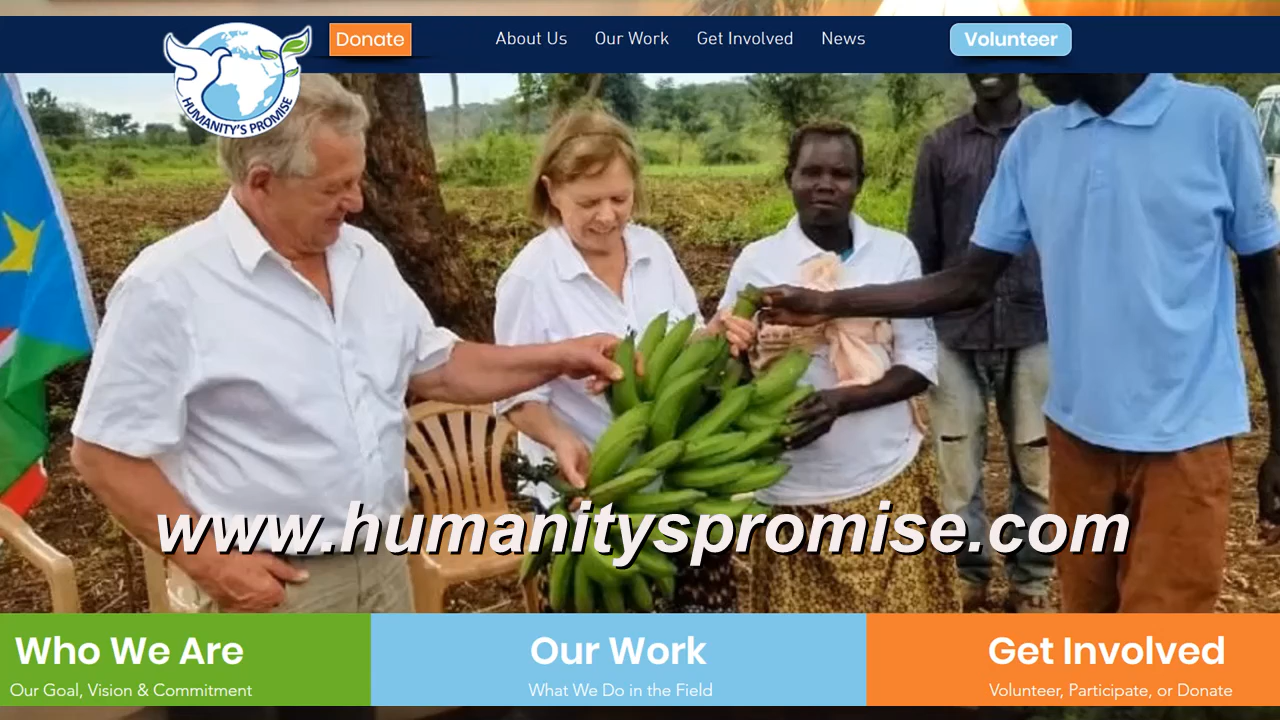 Donate
About Us
Our Work
Get Involved
News
Volunteer
HUMANITY'S PROMISE
www.humanityspromise.com
Who We Are
Our Goal, Vision & Commitment
Our Work
What We Do in the Field
Get Involved
Volunteer, Participate, or Donate